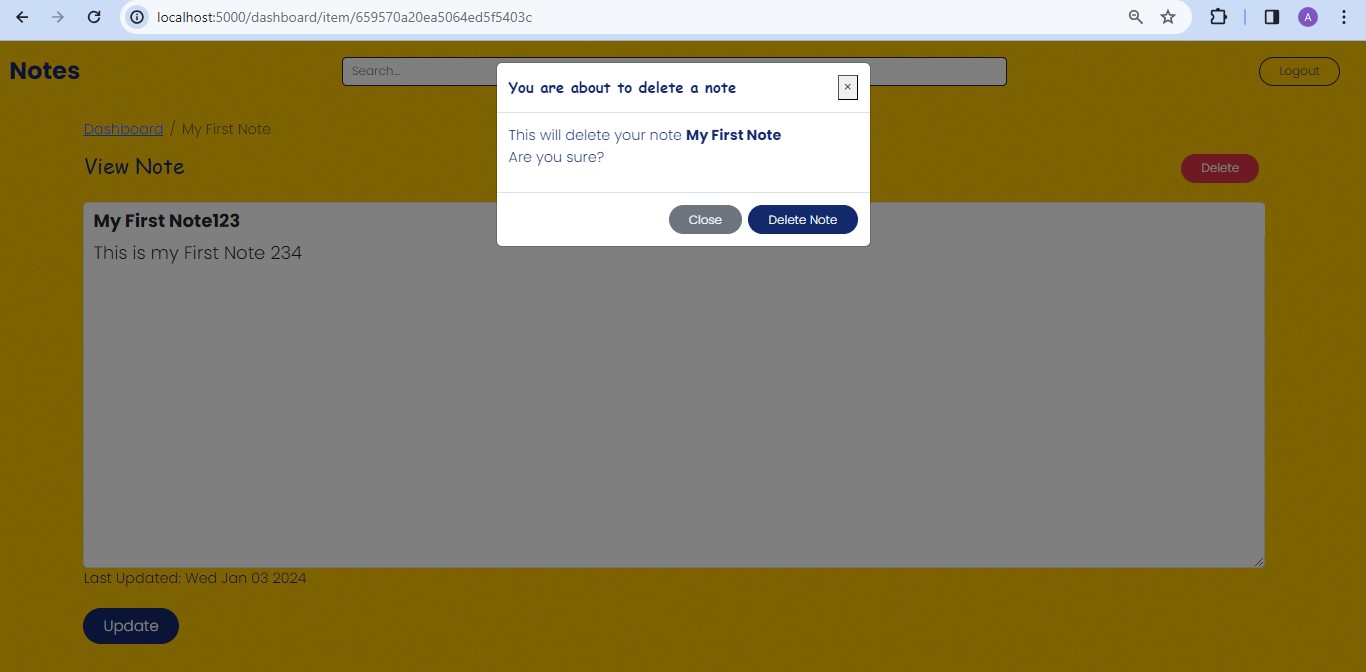 localhost:5000/dashboard/item/659570a20ea5064ed5f5403c
A
Notes
Search...
Logout
You are about to delete a note
×
This will delete your note My First Note
Are you sure?
Close
Delete Note
Dashboard / My First Note
View Note
Delete
My First Note123
This is my First Note 234
Last Updated: Wed Jan 03 2024
Update